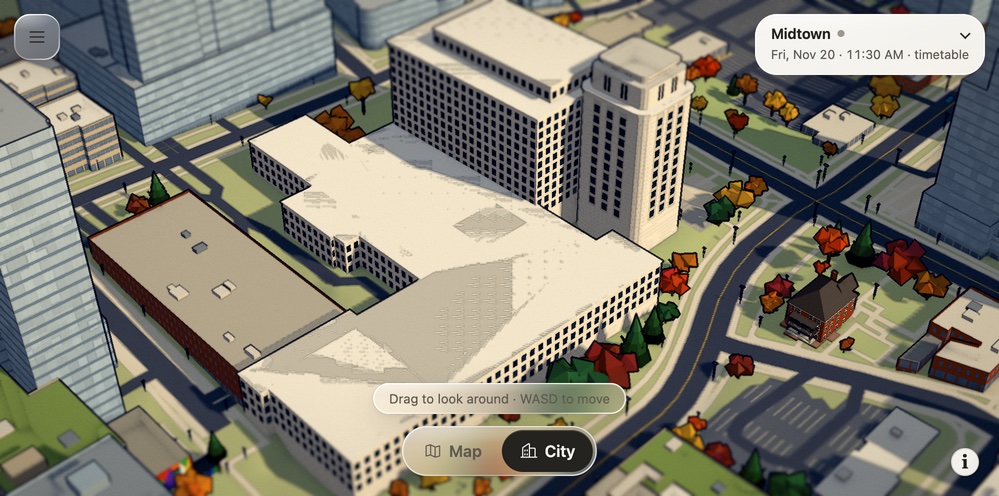 Midtown
Fri, Nov 20 · 11:30 AM · timetable
Drag to look around · WASD to move
Map
City
i